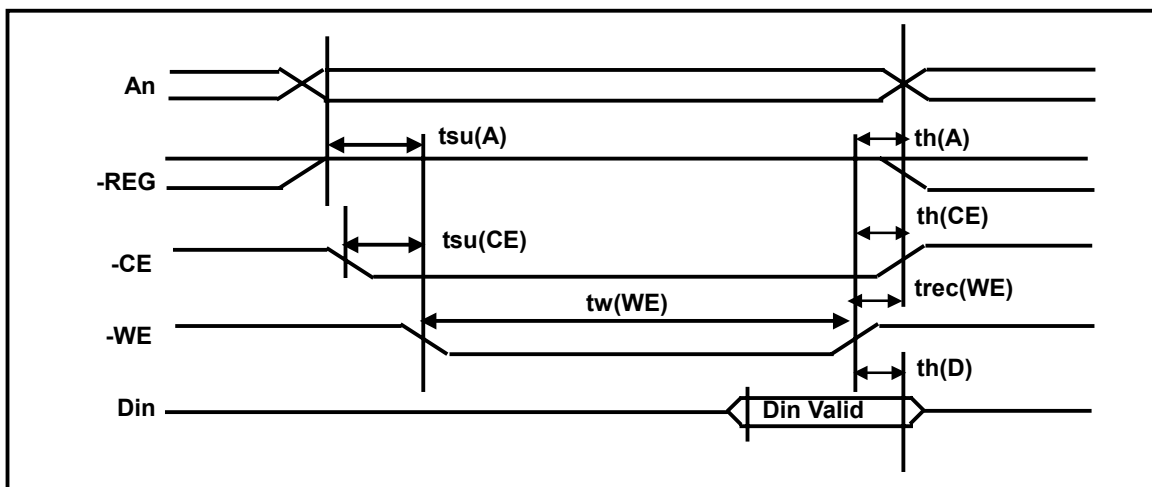 An
tsu(A)
th(A)
-REG
th(CE)
tsu(CE)
-CE
trec(WE)
tw(WE)
-WE
th(D)
Din
Din Valid